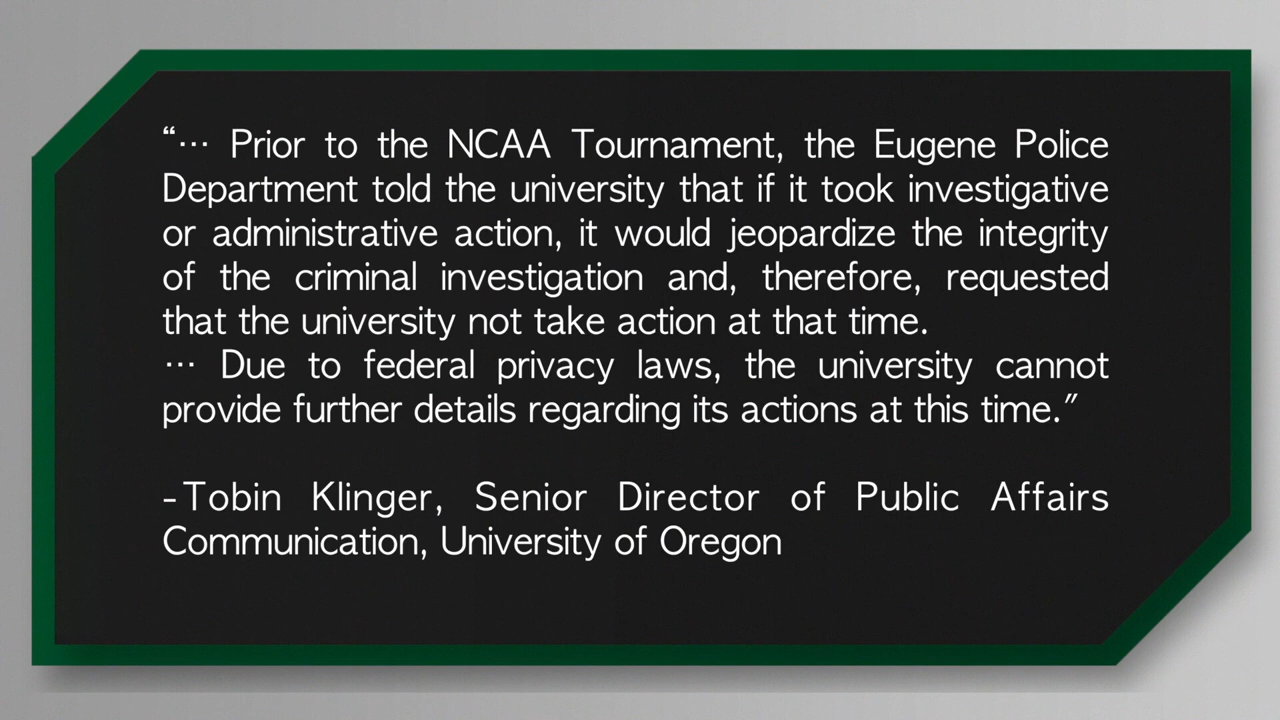 “··· Prior to the NCAA Tournament, the Eugene Police
Department told the university that if it took investigative
or administrative action, it would jeopardize the integrity
of the criminal investigation and, therefore, requested
that the university not take action at that time.
··· Due to federal privacy laws, the university cannot
provide further details regarding its actions at this time.”
-Tobin Klinger, Senior Director of Public Affairs
Communication, University of Oregon